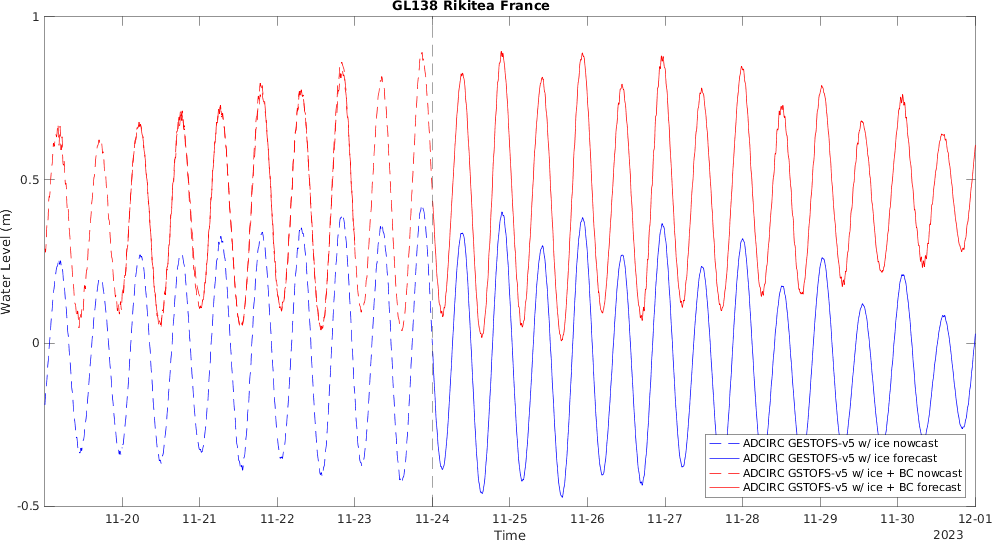 GL138 Rikitea France
1
0.5
0
-0.5
Water Level (m)
11-20 11-21 11-22 11-23 11-24 11-25 11-26 11-27 11-28 11-29 11-30 12-01
Time
2023
ADCIRC GESTOFS-v5 w/ ice nowcast
ADCIRC GESTOFS-v5 w/ ice forecast
ADCIRC GSTOFS-v5 w/ ice + BC nowcast
ADCIRC GSTOFS-v5 w/ ice + BC forecast